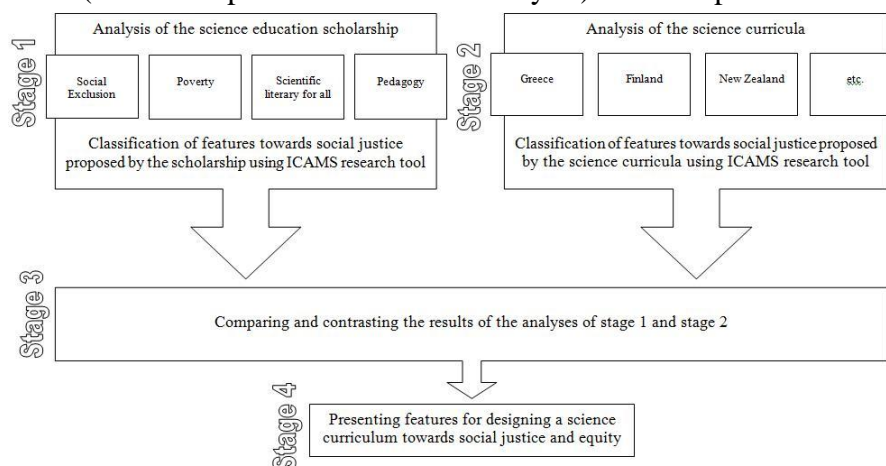 Stage 1
Analysis of the science education scholarship
Social
Exclusion
Poverty
Scientific
literary for all
Pedagogy
Classification of features towards social justice
proposed by the scholarship using ICAMS research tool
Stage 2
Analysis of the science curricula
Greece
Finland
New Zealand
etc.
Classification of features towards social justice proposed
by the science curricula using ICAMS research tool
Stage 3
Comparing and contrasting the results of the analyses of stage 1 and stage 2
Stage 4
Presenting features for designing a science
curriculum towards social justice and equity